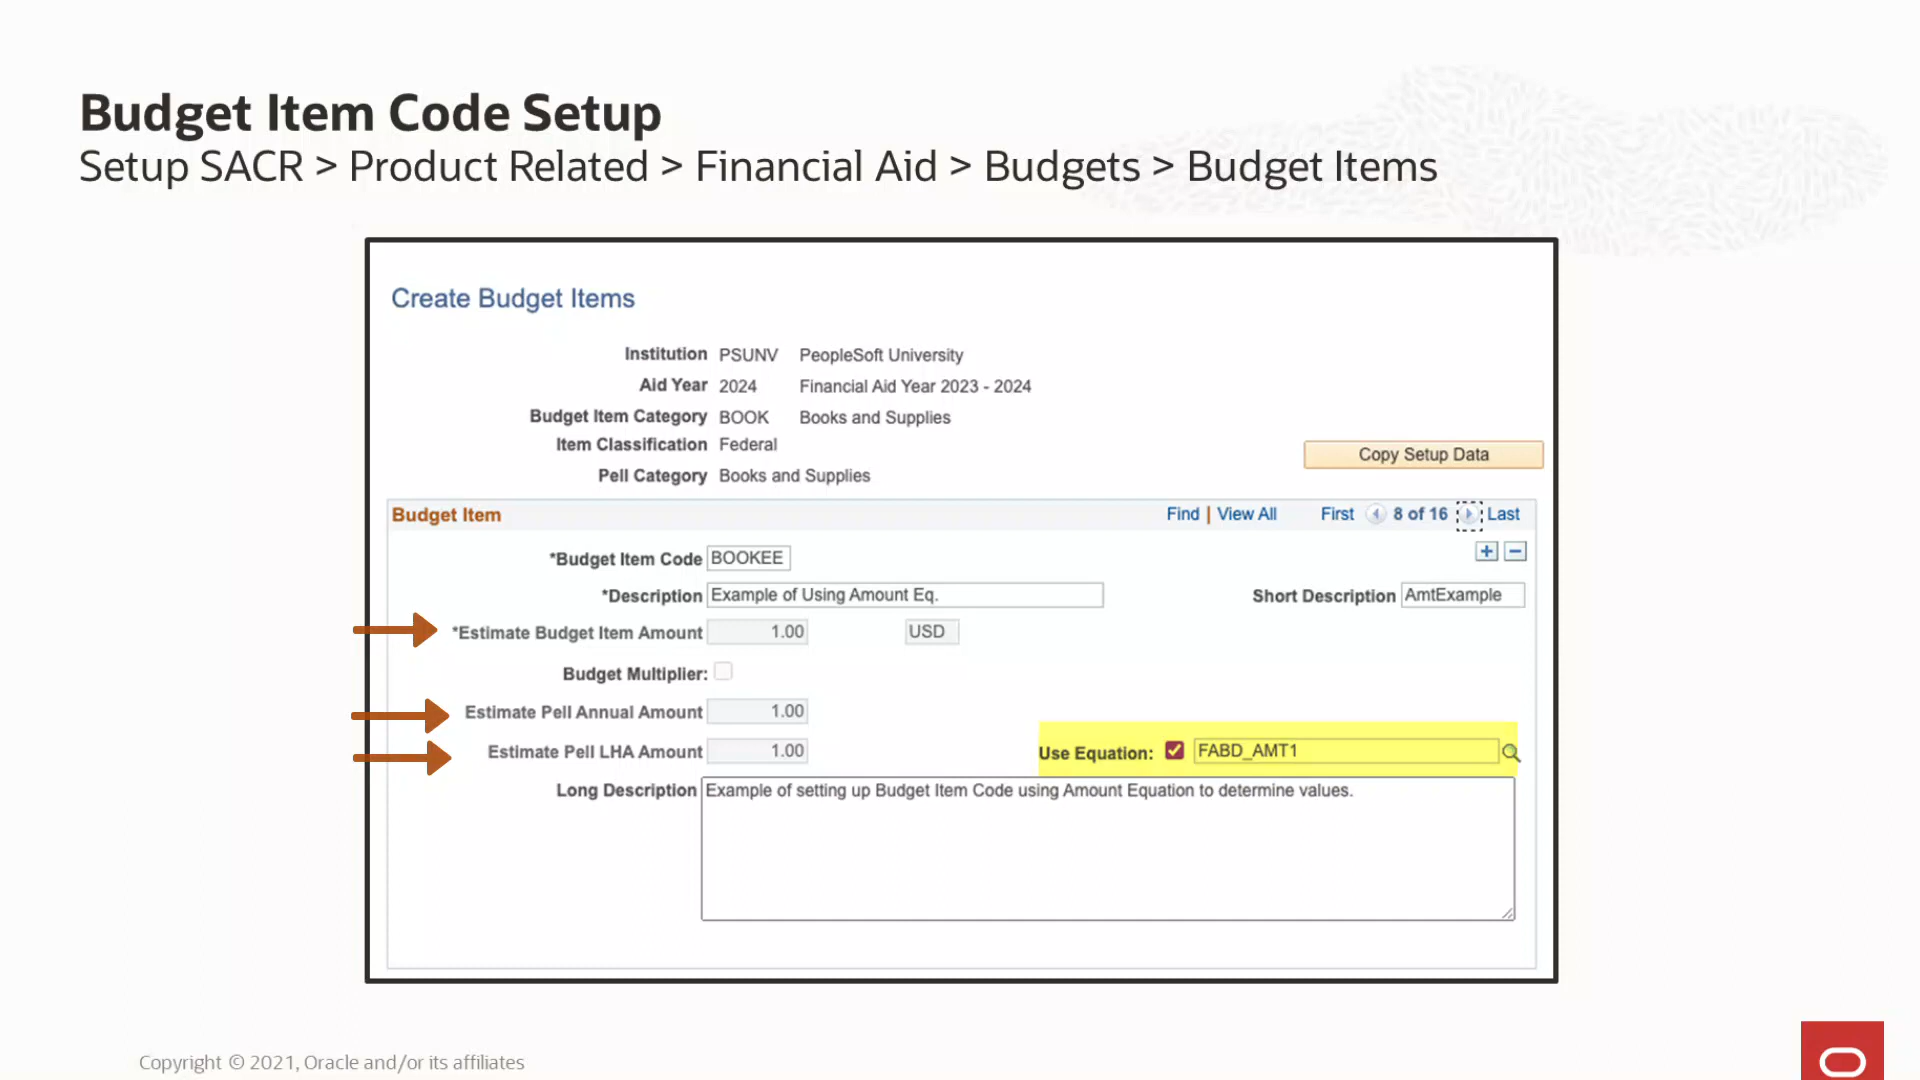 Budget Item Code Setup
Setup SACR > Product Related > Financial Aid > Budgets > Budget Items
Create Budget Items
Institution PSUNV PeopleSoft University
Aid Year 2024 Financial Aid Year 2023 - 2024
Budget Item Category BOOK Books and Supplies
Item Classification Federal
Copy Setup Data
Pell Category Books and Supplies
Budget Item Find | View All First 8 of 16 Last
*Budget Item Code BOOKEE
*Description Example of Using Amount Eq. Short Description AmtExample
*Estimate Budget Item Amount 1.00 USD
Budget Multiplier:
Estimate Pell Annual Amount 1.00
Estimate Pell LHA Amount 1.00 Use Equation: FABD_AMT1
Long Description Example of setting up Budget Item Code using Amount Equation to determine values.
Copyright © 2021, Oracle and/or its affiliates